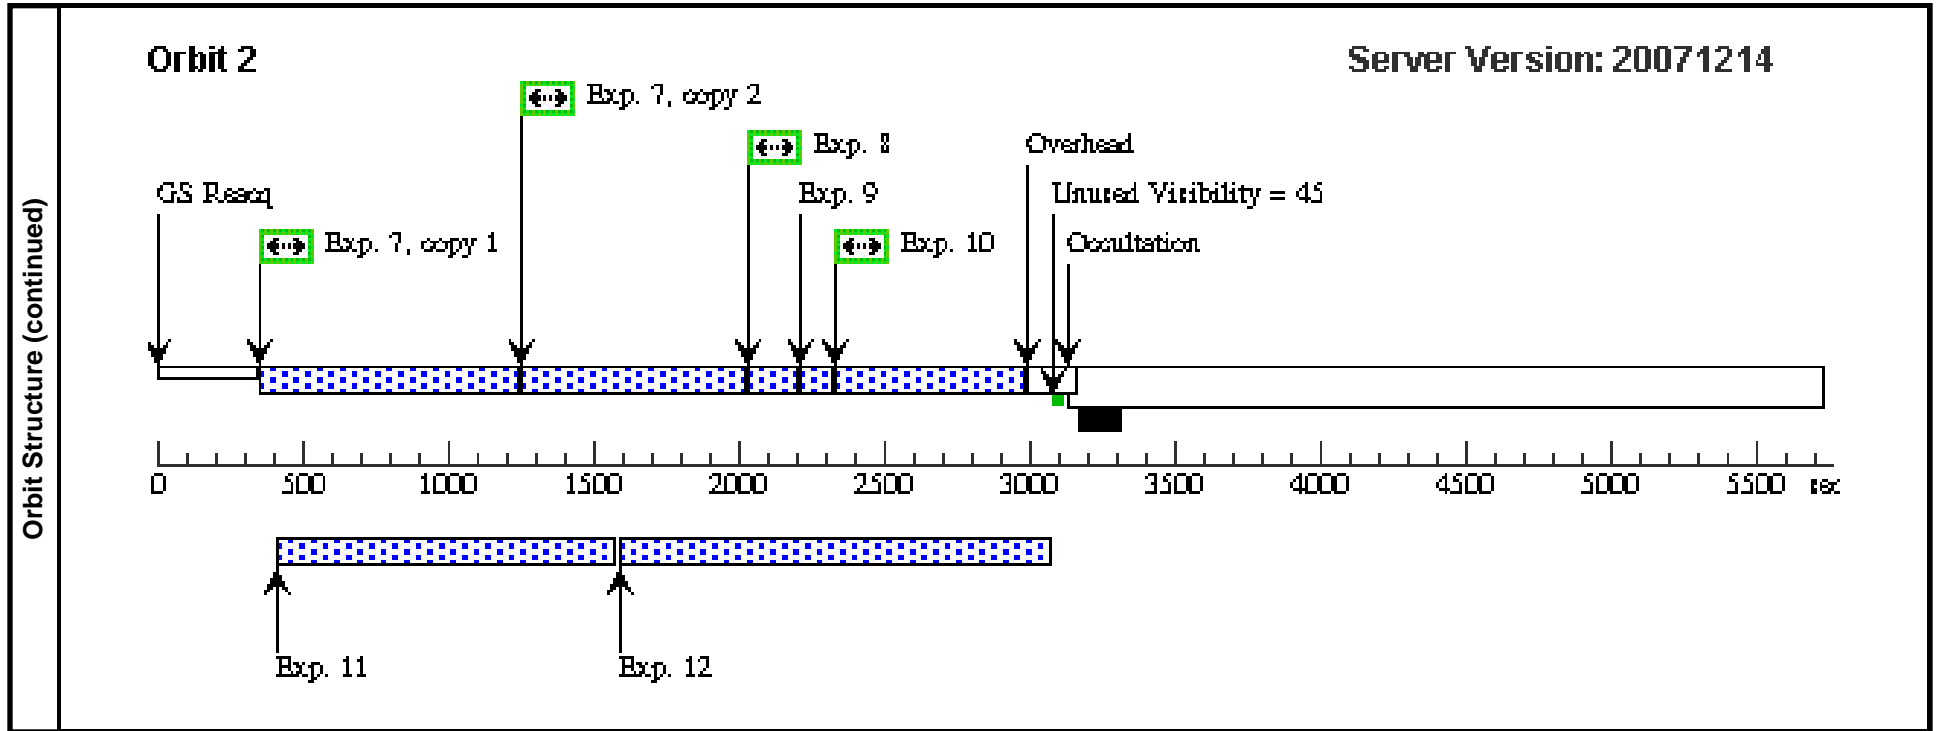 Orbit Structure (continued)
Orbit 2
Server Version: 20071214
Exp. 7, copy 2
Exp. 8
Overhead
GS Reacq
Exp. 9
Unused Visibility = 45
Exp. 7, copy 1
Exp. 10
Occultation
0 500 1000 1500 2000 2500 3000 3500 4000 4500 5000 5500 sec
Exp. 11
Exp. 12